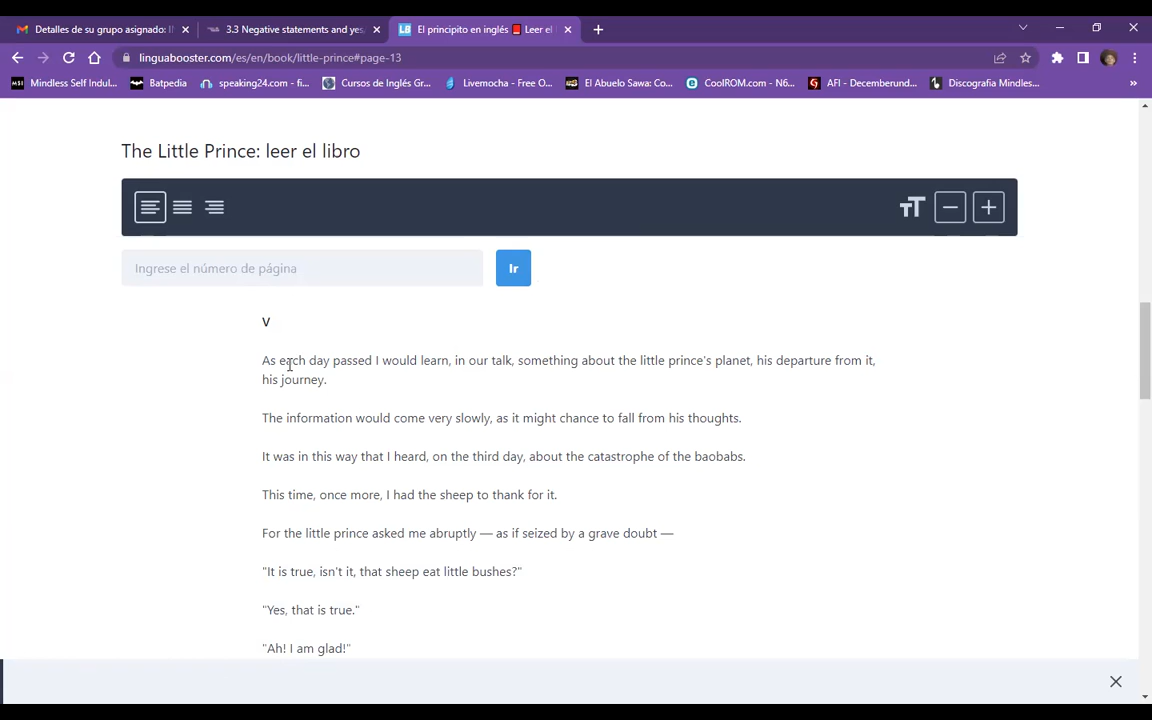 Detalles de su grupo asignado: I
3.3 Negative statements and yes
El principito en inglés 📕 Leer el
linguabooster.com/es/en/book/little-prince#page-13
Mindless Self Indul...
Batpedia
speaking24.com - fi...
Cursos de Inglés Gr...
Livemocha - Free O...
El Abuelo Sawa: Co...
CoolROM.com - N6...
AFI - Decemberund...
Discografia Mindles...
The Little Prince: leer el libro
Ingrese el número de página
Ir
V
As each day passed I would learn, in our talk, something about the little prince's planet, his departure from it,
his journey.
The information would come very slowly, as it might chance to fall from his thoughts.
It was in this way that I heard, on the third day, about the catastrophe of the baobabs.
This time, once more, I had the sheep to thank for it.
For the little prince asked me abruptly — as if seized by a grave doubt —
"It is true, isn't it, that sheep eat little bushes?"
"Yes, that is true."
"Ah! I am glad!"